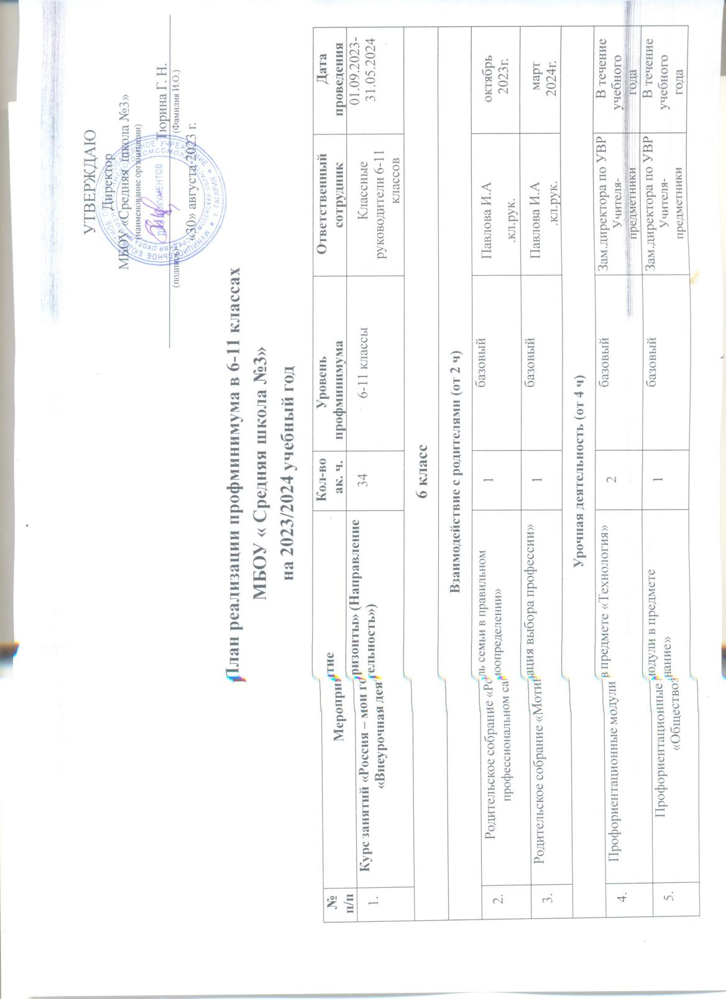 УТВЕРЖДАЮ
Директор
МБОУ «Средняя школа №3»
(наименование организации)
Тюрина Г. Н.
(подпись) (Фамилия И.О.)
«30» августа 2023 г.
ДЛЯ ДОКУМЕНТОВ
План реализации профминимума в 6-11 классах
МБОУ « Средняя школа №3»
на 2023/2024 учебный год
№ п/п
Мероприятие
Кол-во ак. ч.
Уровень профминимума
Ответственный сотрудник
Дата проведения
1.
Курс занятий «Россия – мои горизонты» (Направление
«Внеурочная деятельность»)
34
6-11 классы
Классные
руководители 6-11
классов
01.09.2023-
31.05.2024
6 класс
Взаимодействие с родителями (от 2 ч)
2.
Родительское собрание «Роль семьи в правильном
профессиональном самоопределении»
1
базовый
Павлова И.А
.кл.рук.
октябрь
2023г.
3.
Родительское собрание «Мотивация выбора профессии»
1
базовый
Павлова И.А
.кл.рук.
март
2024г.
Урочная деятельность (от 4 ч)
4.
Профориентационные модули в предмете «Технология»
2
базовый
Зам.директора по УВР
Учителя-
предметники
В течение
учебного
года
5.
Профориентационные модули в предмете
«Обществознание»
1
базовый
Зам.директора по УВР
Учителя-
предметники
В течение
учебного
года